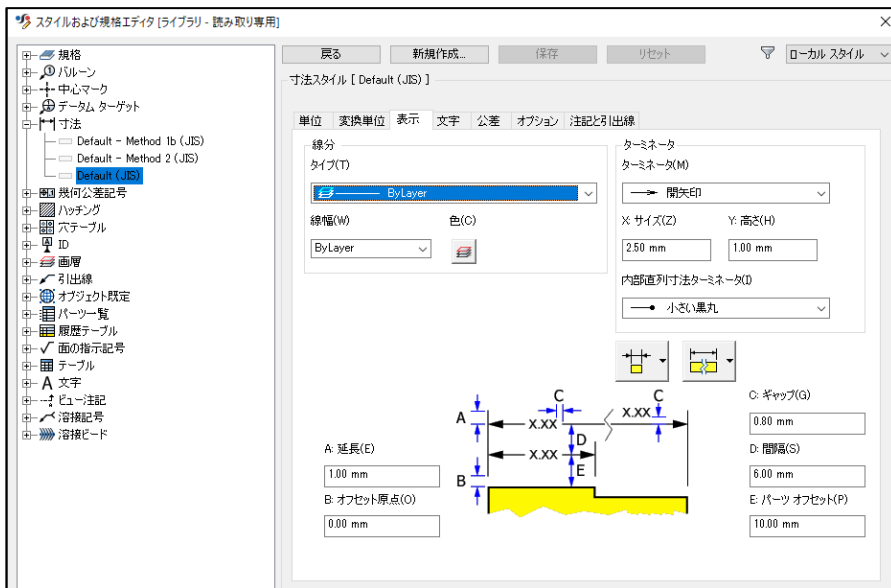 スタイルおよび規格エディタ [ライブラリ - 読み取り専用]
戻る
新規作成...
保存
リセット
ローカル スタイル
規格
バルーン
中心マーク
データム ターゲット
寸法
Default - Method 1b (JIS)
Default - Method 2 (JIS)
Default (JIS)
幾何公差記号
ハッチング
穴テーブル
ID
画層
引出線
オブジェクト既定
パーツ一覧
履歴テーブル
面の指示記号
テーブル
文字
ビュー注記
溶接記号
溶接ビード
寸法スタイル [ Default (JIS) ]
単位
変換単位
表示
文字
公差
オプション
注記と引出線
線分
タイプ(T)
ByLayer
線幅(W)
色(C)
ByLayer
ターミネータ
ターミネータ(M)
開矢印
X: サイズ(Z)
Y: 高さ(H)
2.50 mm
1.00 mm
内部直列寸法ターミネータ(I)
小さい黒丸
A: 延長(E)
1.00 mm
B: オフセット原点(O)
0.00 mm
C
C
A
X.XX
X.XX
D
X.XX
B
E
C: ギャップ(G)
0.80 mm
D: 間隔(S)
6.00 mm
E: パーツ オフセット(P)
10.00 mm